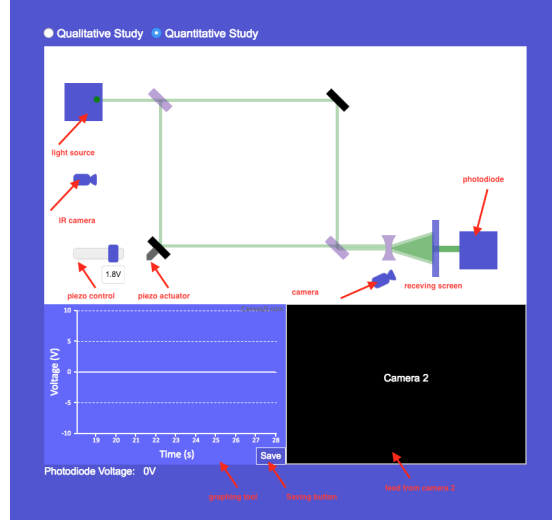 Qualitative Study Quantitative Study
light source
photodiode
IR camera
1.8V
piezo control
piezo actuator
camera
receving screen
10
5
0
-5
-10
Voltage (V)
19 20 21 22 23 24 25 26 27 28
Time (s)
Save
Camera 2
Photodiode Voltage: 0V
graphing tool
Saving button
feed from camera 2